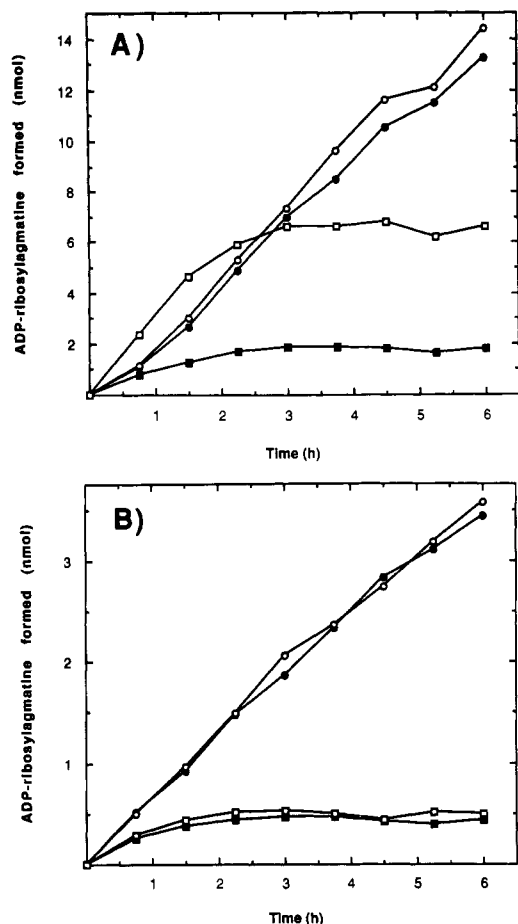 A)
14
12
10
8
6
4
2
ADP-ribosylagmatine formed (nmol)
1 2 3 4 5 6
Time (h)
B)
3
2
1
ADP-ribosylagmatine formed (nmol)
1 2 3 4 5 6
Time (h)